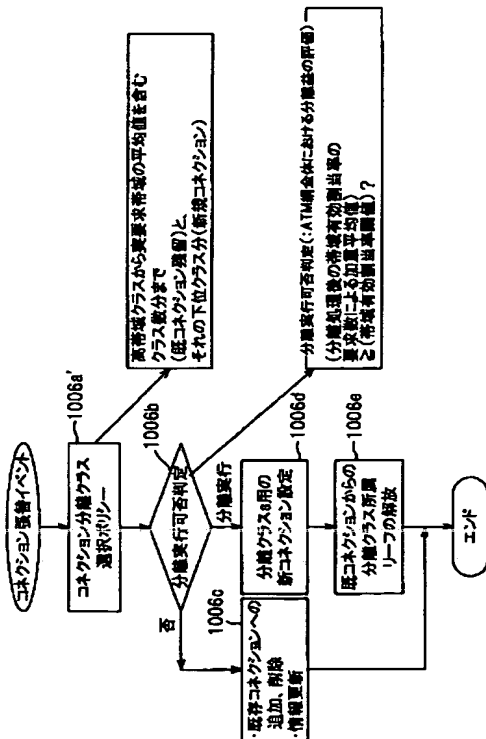 コネクション張替イベント
1006a'
コネクション分離クラス
選択ポリシー
高帯域クラスから実要求帯域の平均値を含む
クラス数分まで
(既コネクション残留)と、
それの下位クラス分(新規コネクション)
1006b
分離実行可否判定
分離実行可否判定(:ATM網全体における分離益の評価)
(分離処理後の帯域有効割当率の
要求数による加重平均値)
≧(帯域有効割当率閾値)?
否
分離実行
1006c
・既存コネクションへの
追加、削除
・情報更新
1006d
分離クラスs用の
新コネクション設定
1006e
既コネクションからの
分離クラス所属
リーフの解放
エンド